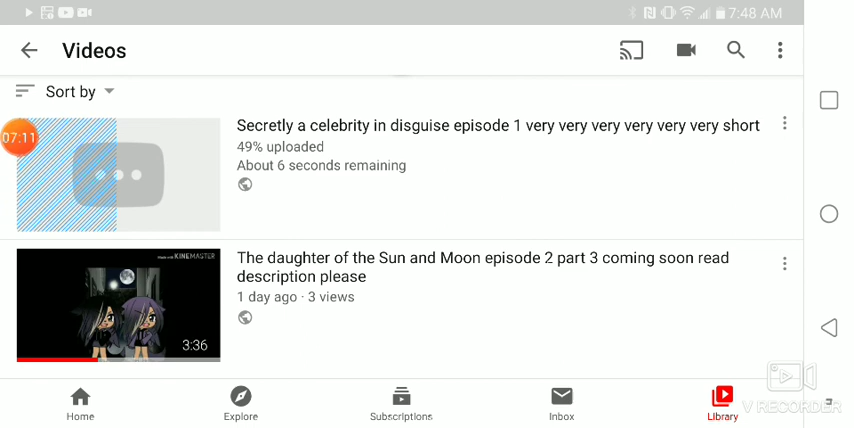 7:48 AM
Videos
Sort by
07:11
Secretly a celebrity in disguise episode 1 very very very very very very short
49% uploaded
About 6 seconds remaining
Made with KINEMASTER
The daughter of the Sun and Moon episode 2 part 3 coming soon read
description please
1 day ago · 3 views
3:36
Home
Explore
Subscriptions
Inbox
Library
V RECORDER